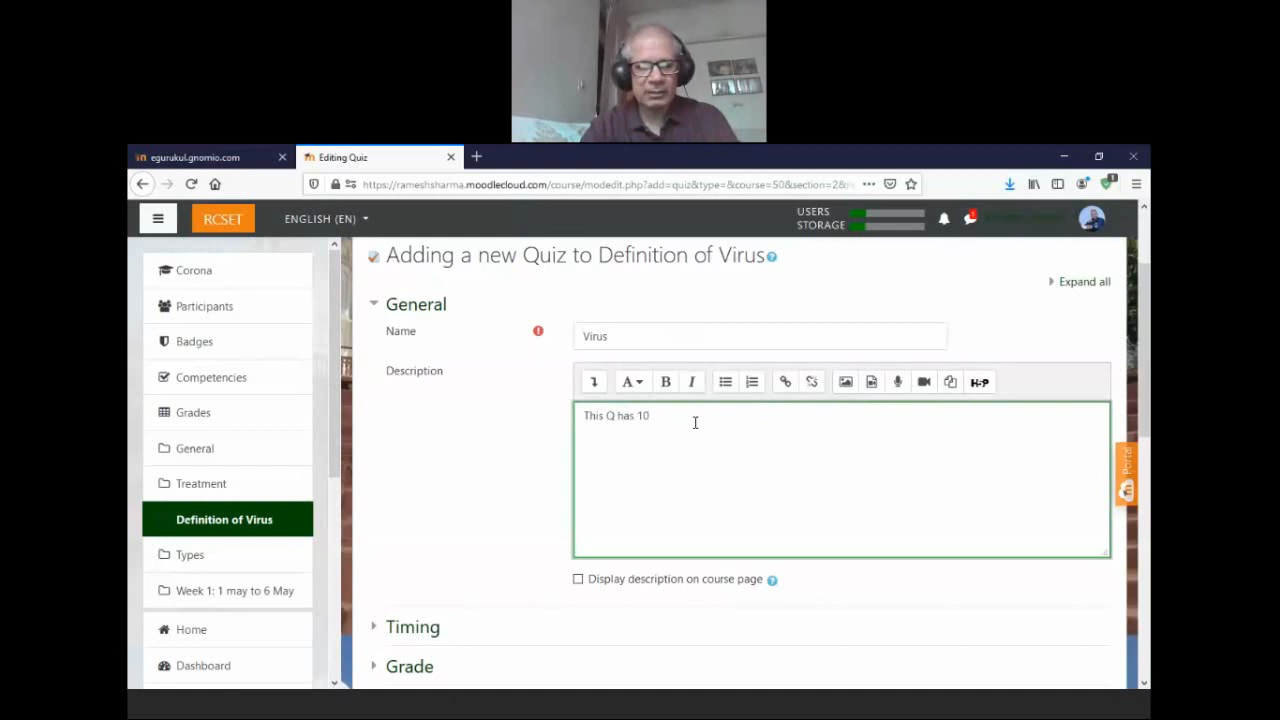 egurukul.gnomio.com
Editing Quiz
https://rameshsharma.moodlecloud.com/course/modedit.php?add=quiz&type=&course=50&section=2&
RCSET
ENGLISH (EN)
USERS
STORAGE
Corona
Participants
Badges
Competencies
Grades
General
Treatment
Definition of Virus
Types
Week 1: 1 may to 6 May
Home
Dashboard
Adding a new Quiz to Definition of Virus
Expand all
General
Name
Virus
Description
A B I H-P
This Q has 10
Display description on course page
Timing
Grade
Portal